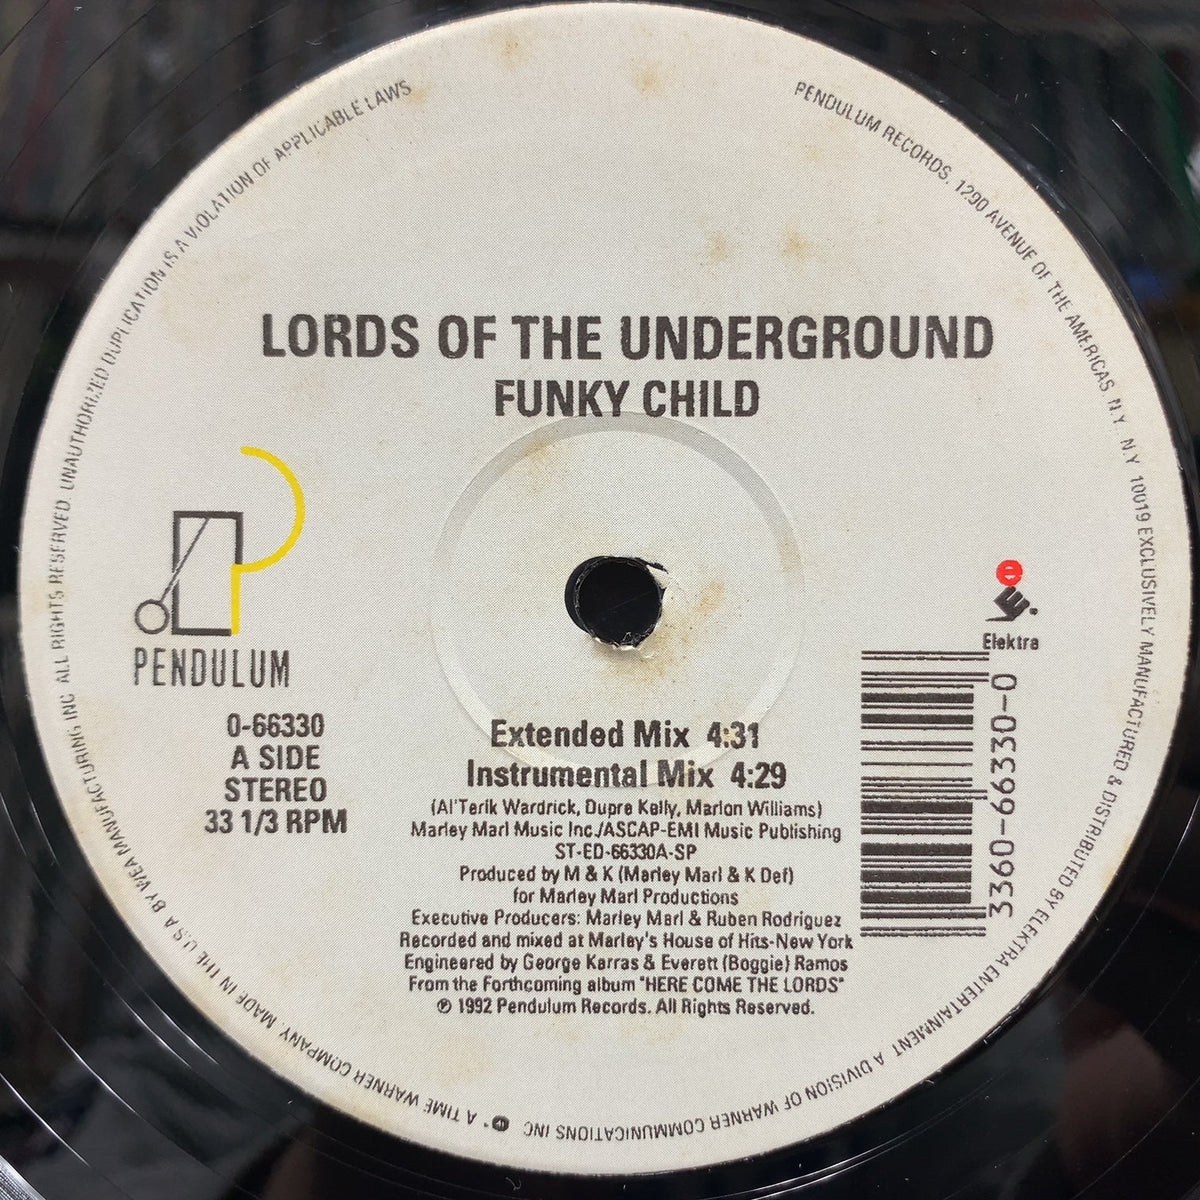 LORDS OF THE UNDERGROUND
FUNKY CHILD
PENDULUM
0-66330
A SIDE
STEREO
33 1/3 RPM
e
Elektra
3360-66330-0
Extended Mix 4:31
Instrumental Mix 4:29
(Al'Terik Wardrick, Dupre Kelly, Marlon Williams)
Marley Marl Music Inc./ASCAP-EMI Music Publishing
ST-ED-66330A-SP
Produced by M & K (Marley Marl & K Def)
for Marley Marl Productions
Executive Producers: Marley Marl & Ruben Rodriguez
Recorded and mixed at Marley's House of Hits-New York
Engineered by George Karras & Everett (Boggie) Ramos
From the Forthcoming album "HERE COME THE LORDS"
℗ 1992 Pendulum Records. All Rights Reserved.
PENDULUM RECORDS, 1290 AVENUE OF THE AMERICAS, N.Y. N.Y 10019 EXCLUSIVELY MANUFACTURED & DISTRIBUTED BY ELEKTRA ENTERTAINMENT A DIVISION OF WARNER COMMUNICATIONS INC
A TIME WARNER COMPANY. MADE IN THE U.S.A BY WEA MANUFACTURING INC ALL RIGHTS RESERVED. UNAUTHORIZED DUPLICATION IS A VIOLATION OF APPLICABLE LAWS